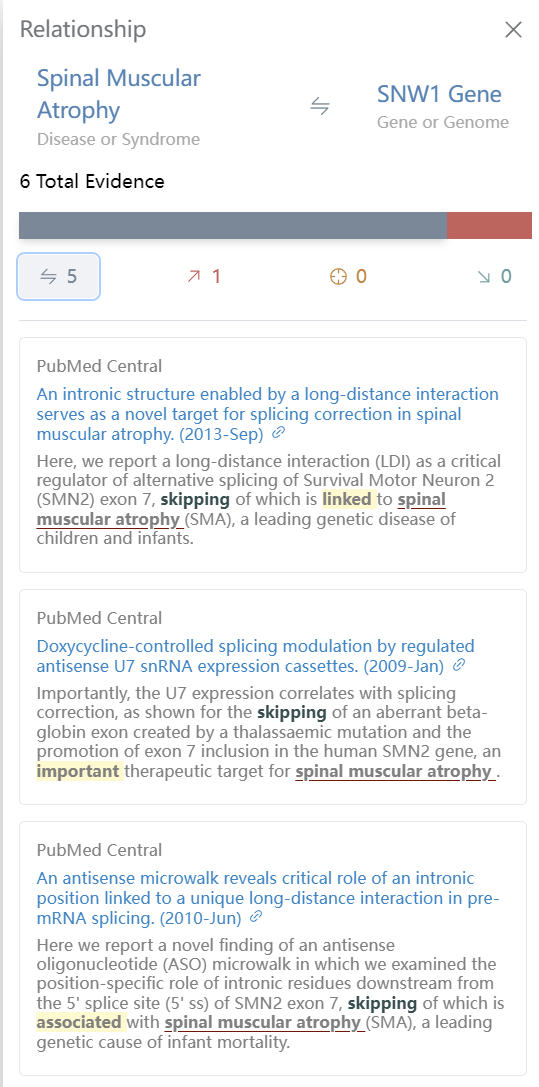 Relationship
Spinal Muscular
Atrophy
Disease or Syndrome
SNW1 Gene
Gene or Genome
6 Total Evidence
5
1
0
0
PubMed Central
An intronic structure enabled by a long-distance interaction
serves as a novel target for splicing correction in spinal
muscular atrophy. (2013-Sep)
Here, we report a long-distance interaction (LDI) as a critical
regulator of alternative splicing of Survival Motor Neuron 2
(SMN2) exon 7, skipping of which is linked to spinal
muscular atrophy (SMA), a leading genetic disease of
children and infants.
PubMed Central
Doxycycline-controlled splicing modulation by regulated
antisense U7 snRNA expression cassettes. (2009-Jan)
Importantly, the U7 expression correlates with splicing
correction, as shown for the skipping of an aberrant beta-
globin exon created by a thalassaemic mutation and the
promotion of exon 7 inclusion in the human SMN2 gene, an
important therapeutic target for spinal muscular atrophy .
PubMed Central
An antisense microwalk reveals critical role of an intronic
position linked to a unique long-distance interaction in pre-
mRNA splicing. (2010-Jun)
Here we report a novel finding of an antisense
oligonucleotide (ASO) microwalk in which we examined the
position-specific role of intronic residues downstream from
the 5' splice site (5' ss) of SMN2 exon 7, skipping of which is
associated with spinal muscular atrophy (SMA), a leading
genetic cause of infant mortality.